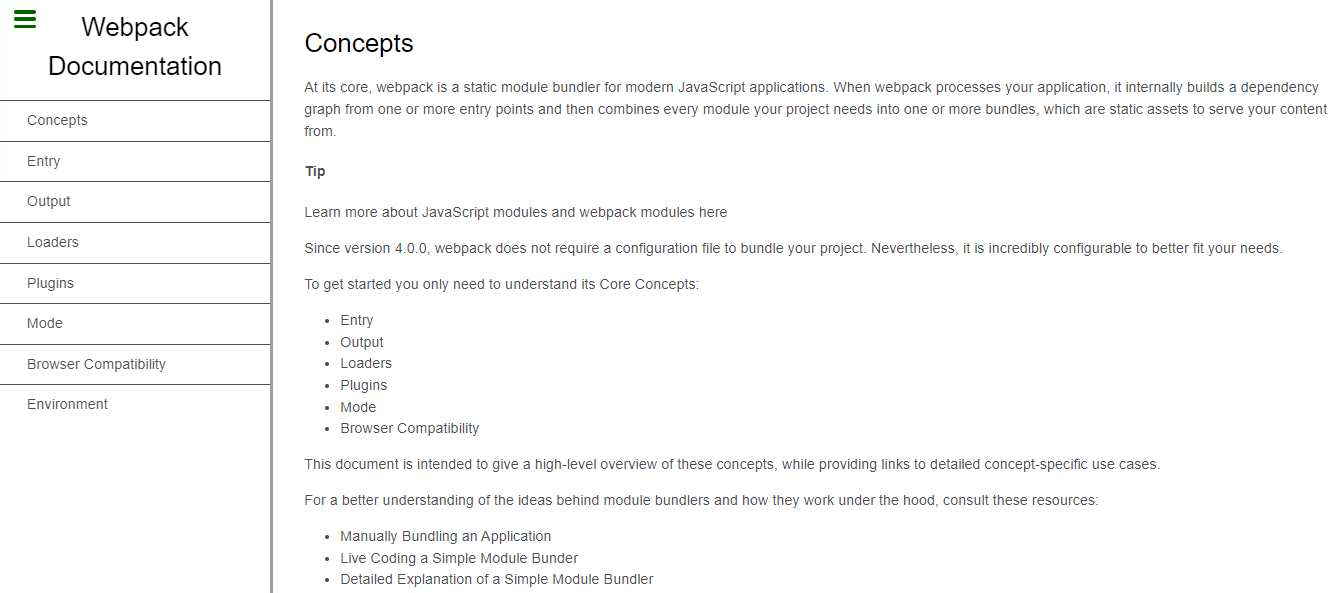 Webpack
Documentation
Concepts
Entry
Output
Loaders
Plugins
Mode
Browser Compatibility
Environment
Concepts
At its core, webpack is a static module bundler for modern JavaScript applications. When webpack processes your application, it internally builds a dependency
graph from one or more entry points and then combines every module your project needs into one or more bundles, which are static assets to serve your content
from.
Tip
Learn more about JavaScript modules and webpack modules here
Since version 4.0.0, webpack does not require a configuration file to bundle your project. Nevertheless, it is incredibly configurable to better fit your needs.
To get started you only need to understand its Core Concepts:
Entry
Output
Loaders
Plugins
Mode
Browser Compatibility
This document is intended to give a high-level overview of these concepts, while providing links to detailed concept-specific use cases.
For a better understanding of the ideas behind module bundlers and how they work under the hood, consult these resources:
Manually Bundling an Application
Live Coding a Simple Module Bunder
Detailed Explanation of a Simple Module Bundler